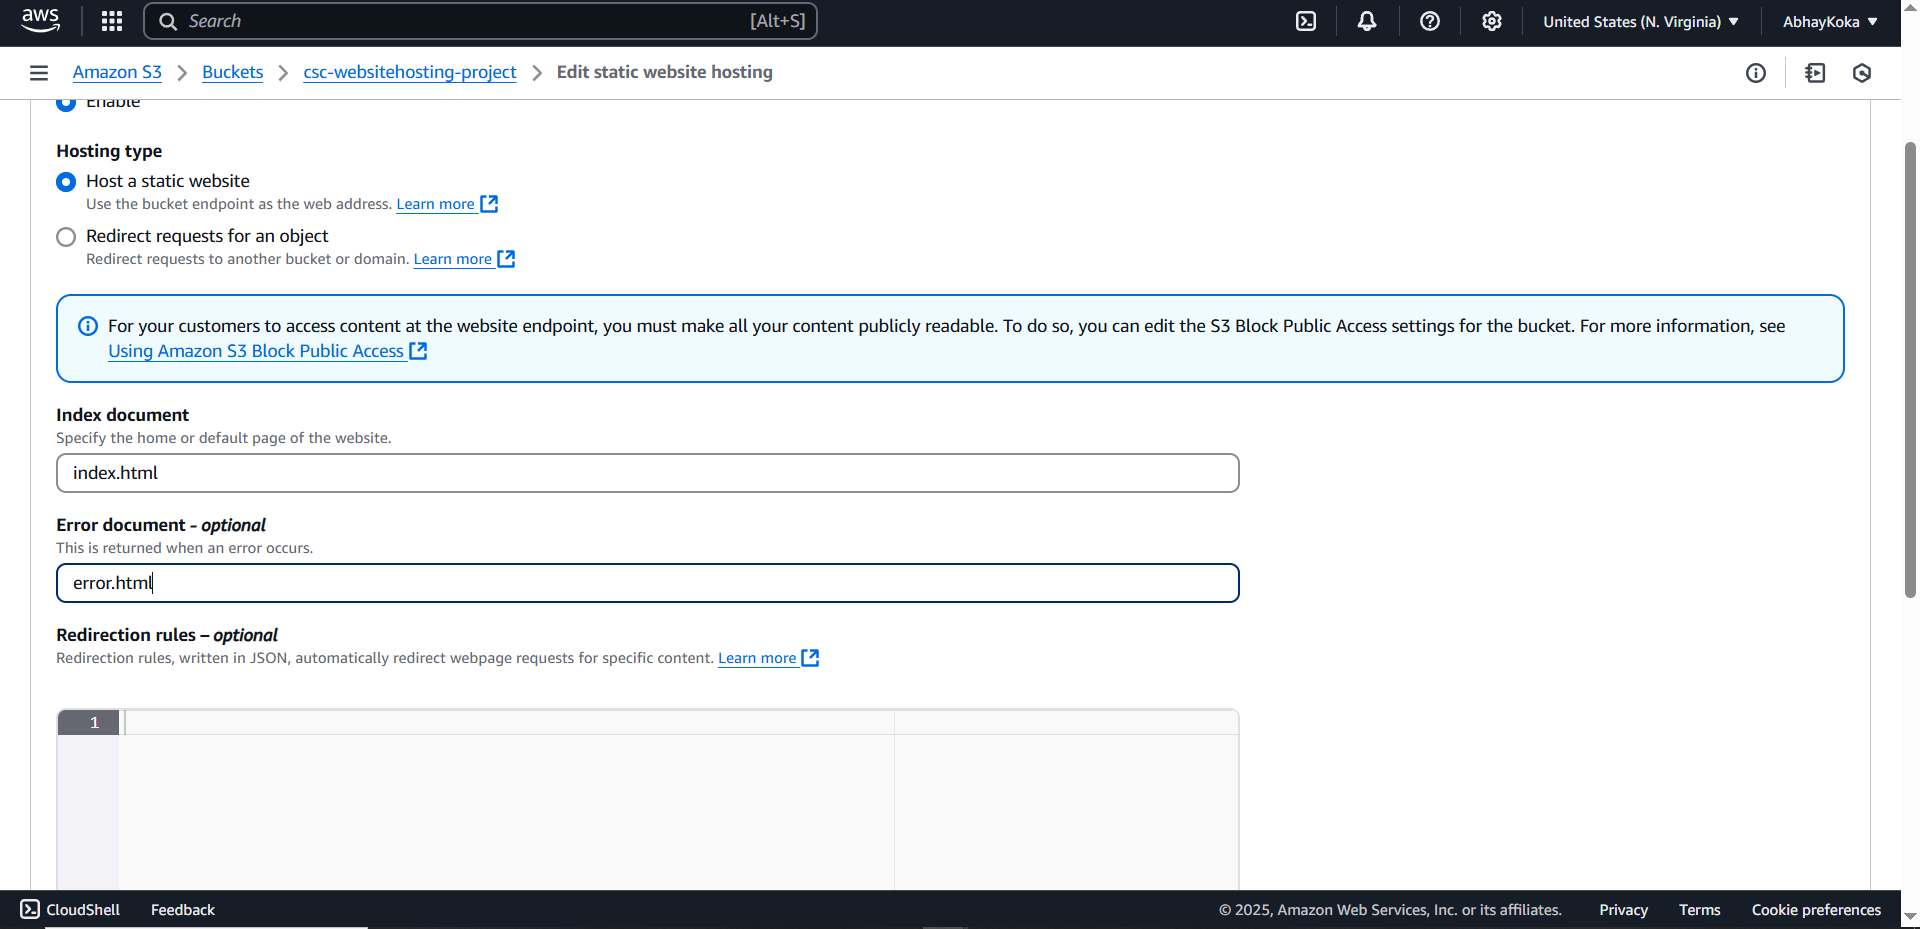 aws
Search [Alt+S]
United States (N. Virginia)
AbhayKoka
Amazon S3 > Buckets > csc-websitehosting-project > Edit static website hosting
Enable
Hosting type
Host a static website
Use the bucket endpoint as the web address. Learn more
Redirect requests for an object
Redirect requests to another bucket or domain. Learn more
For your customers to access content at the website endpoint, you must make all your content publicly readable. To do so, you can edit the S3 Block Public Access settings for the bucket. For more information, see
Using Amazon S3 Block Public Access
Index document
Specify the home or default page of the website.
index.html
Error document - optional
This is returned when an error occurs.
error.html
Redirection rules – optional
Redirection rules, written in JSON, automatically redirect webpage requests for specific content. Learn more
1
CloudShell Feedback © 2025, Amazon Web Services, Inc. or its affiliates. Privacy Terms Cookie preferences